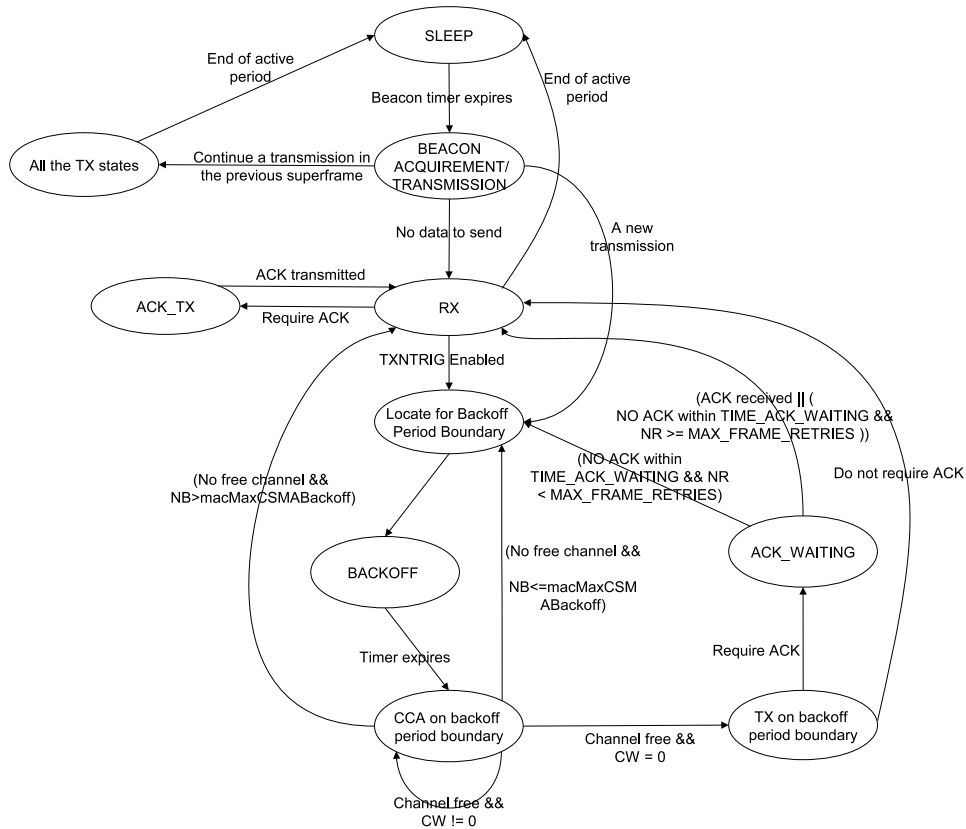 SLEEP
End of active
period
End of active
period
Beacon timer expires
All the TX states
Continue a transmission in
the previous superframe
BEACON
ACQUIREMENT/
TRANSMISSION
No data to send
A new
transmission
ACK transmitted
ACK_TX
Require ACK
RX
TXNTRIG Enabled
Locate for Backoff
Period Boundary
(ACK received || (
NO ACK within TIME_ACK_WAITING &&
NR >= MAX_FRAME_RETRIES ))
(No free channel &&
NB>macMaxCSMABackoff)
(NO ACK within
TIME_ACK_WAITING && NR
< MAX_FRAME_RETRIES)
Do not require ACK
BACKOFF
(No free channel &&
NB<=macMaxCSM
ABackoff)
ACK_WAITING
Timer expires
Require ACK
CCA on backoff
period boundary
Channel free &&
CW = 0
TX on backoff
period boundary
Channel free &&
CW != 0